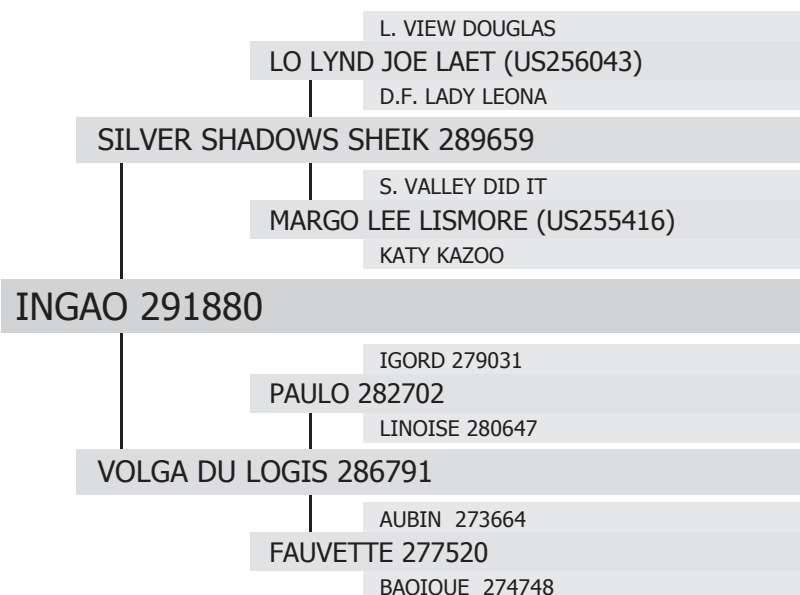 L. VIEW DOUGLAS
LO LYND JOE LAET (US256043)
D.F. LADY LEONA
SILVER SHADOWS SHEIK 289659
S. VALLEY DID IT
MARGO LEE LISMORE (US255416)
KATY KAZOO
INGAO 291880
IGORD 279031
PAULO 282702
LINOISE 280647
VOLGA DU LOGIS 286791
AUBIN 273664
FAUVETTE 277520
BAQIQUE 274748